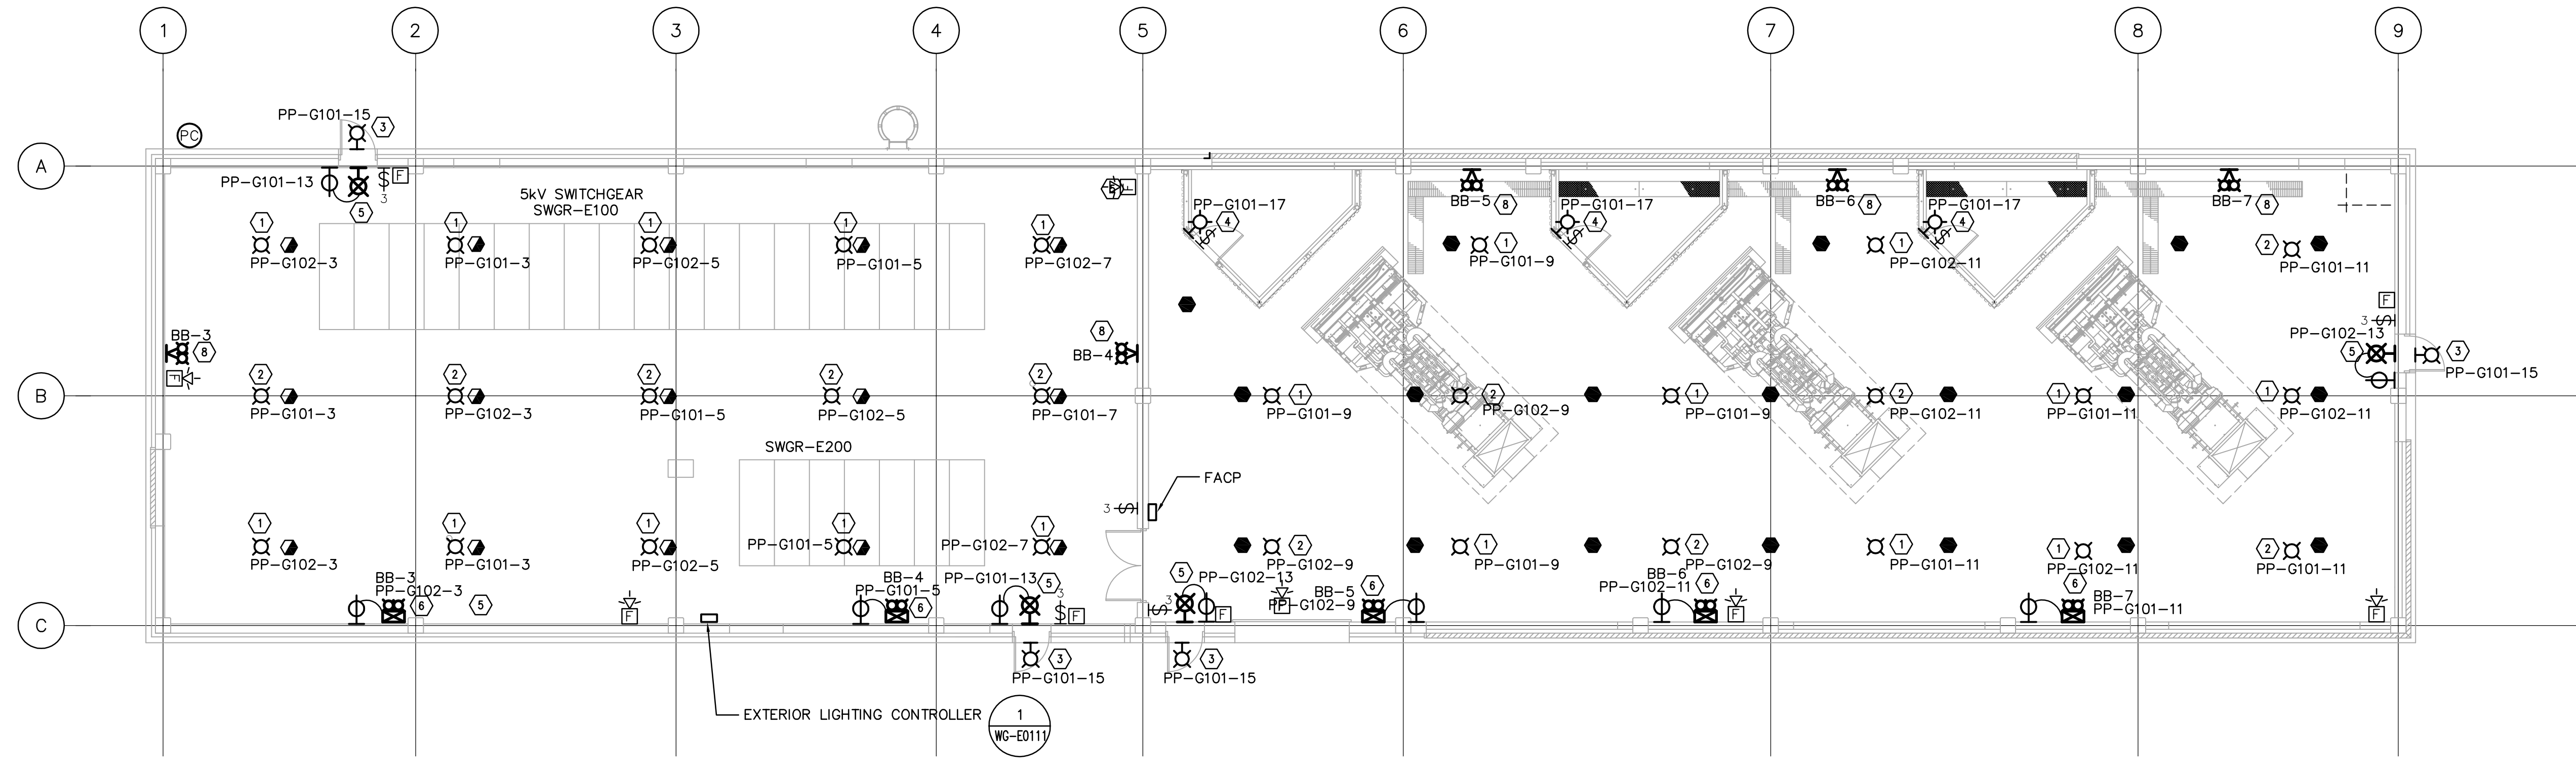 1 2 3 4 5 6 7 8 9
PP-G101-15
3
PC
A
PP-G101-13
F
3
5
5kV SWITCHGEAR
SWGR-E100
F
BB-5
8
BB-6
8
BB-7
8
PP-G101-17
4
PP-G101-17
4
PP-G101-17
4
1 1 1 1 1
PP-G102-3
PP-G101-3
PP-G102-5
PP-G101-5
PP-G102-7
1
PP-G101-9
1
PP-G102-11
2
PP-G101-11
F
3
PP-G102-13
5
3
PP-G101-15
BB-3
8
F
8
BB-4
B
2 2 2 2 2
PP-G101-3
PP-G102-3
PP-G101-5
PP-G102-5
PP-G101-7
1
PP-G101-9
2
PP-G102-9
1
PP-G101-9
2
PP-G102-11
1
PP-G101-11
1
PP-G102-11
SWGR-E200
FACP
3
1 1 1 1 1
PP-G102-3
PP-G101-3
PP-G102-5
PP-G101-5
PP-G102-7
2
PP-G102-9
1
PP-G101-9
2
PP-G102-9
1
PP-G101-11
1
PP-G102-11
2
PP-G101-11
BB-3
PP-G102-3
6
5
F
BB-4
PP-G101-5
6
PP-G101-13
5
3
F
5
PP-G102-13
3
F
F
BB-5
PP-G102-9
6
BB-6
PP-G102-11
6
F
6
BB-7
PP-G101-11
F
C
3
PP-G101-15
3
PP-G101-15
EXTERIOR LIGHTING CONTROLLER
1
WG-E0111